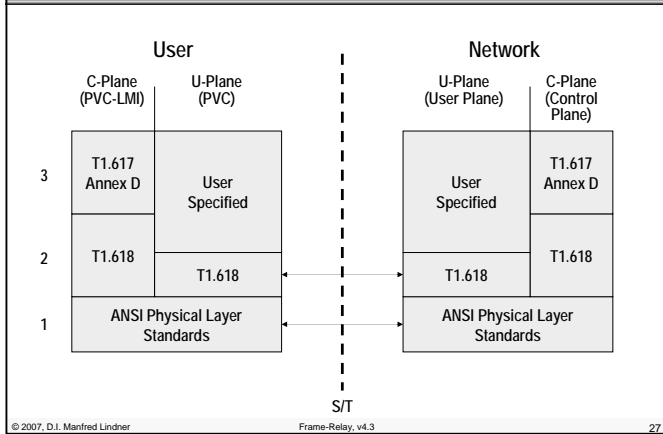 User
Network
C-Plane
(PVC-LMI)
U-Plane
(PVC)
U-Plane
(User Plane)
C-Plane
(Control
Plane)
3
T1.617
Annex D
User
Specified
User
Specified
T1.617
Annex D
2
T1.618
T1.618
T1.618
T1.618
1
ANSI Physical Layer
Standards
ANSI Physical Layer
Standards
S/T
© 2007, D.I. Manfred Lindner
Frame-Relay, v4.3
27